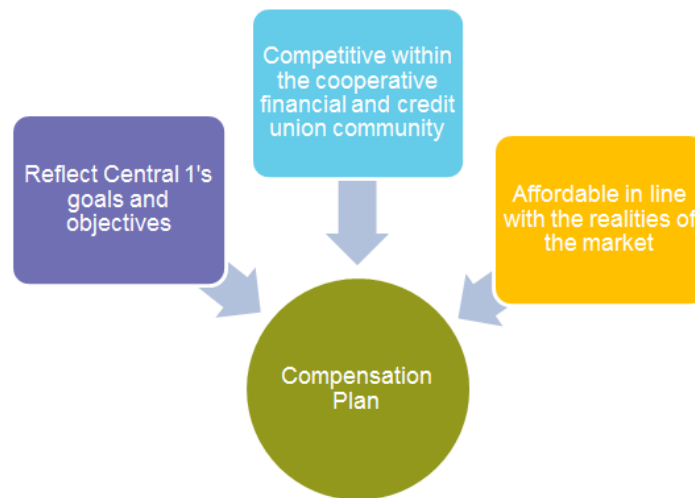 Reflect Central 1's
goals and
objectives
Competitive within
the cooperative
financial and credit
union community
Affordable in line
with the realities of
the market
Compensation
Plan